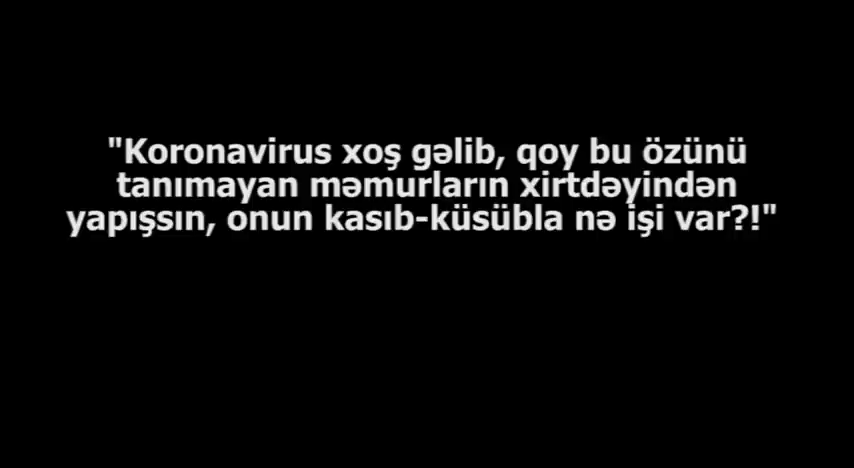 "Koronavirus xoş gəlib, qoy bu özünü
tanımayan məmurların xirtdəyindən
yapışsın, onun kasıb-küsübla nə işi var?!"